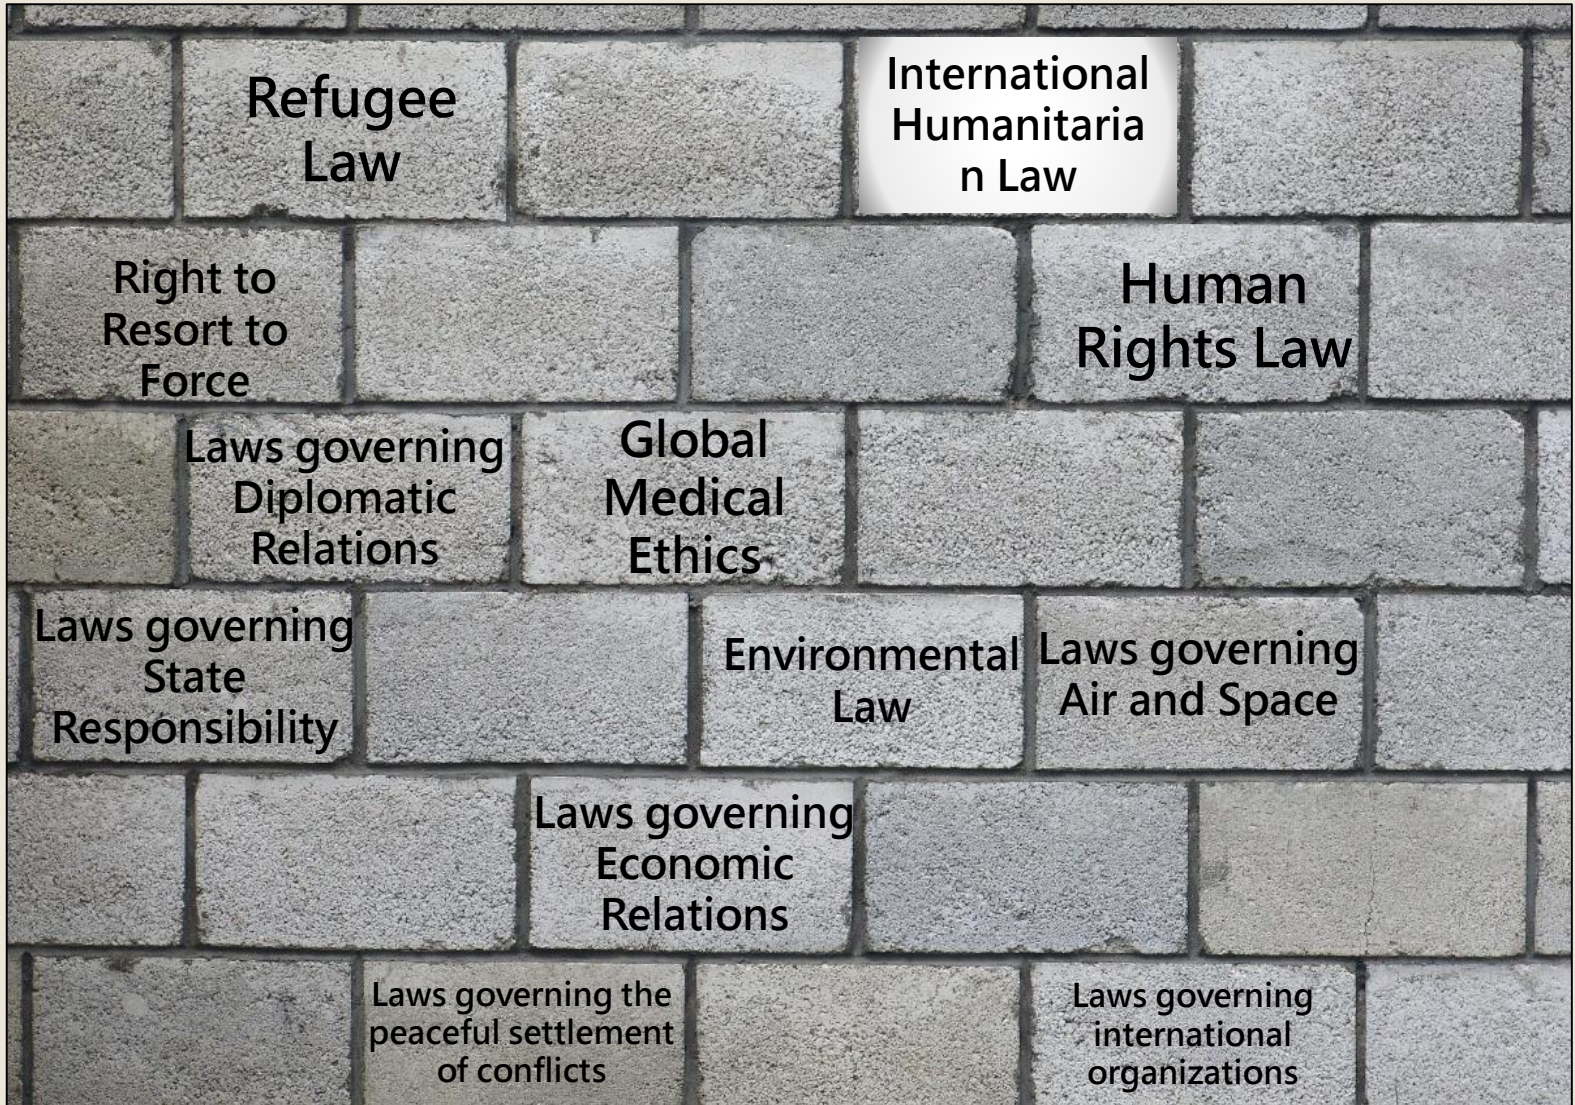 Refugee
Law
International
Humanitaria
n Law
Right to
Resort to
Force
Human
Rights Law
Laws governing
Diplomatic
Relations
Global
Medical
Ethics
Laws governing
State
Responsibility
Environmental
Law
Laws governing
Air and Space
Laws governing
Economic
Relations
Laws governing the
peaceful settlement
of conflicts
Laws governing
international
organizations